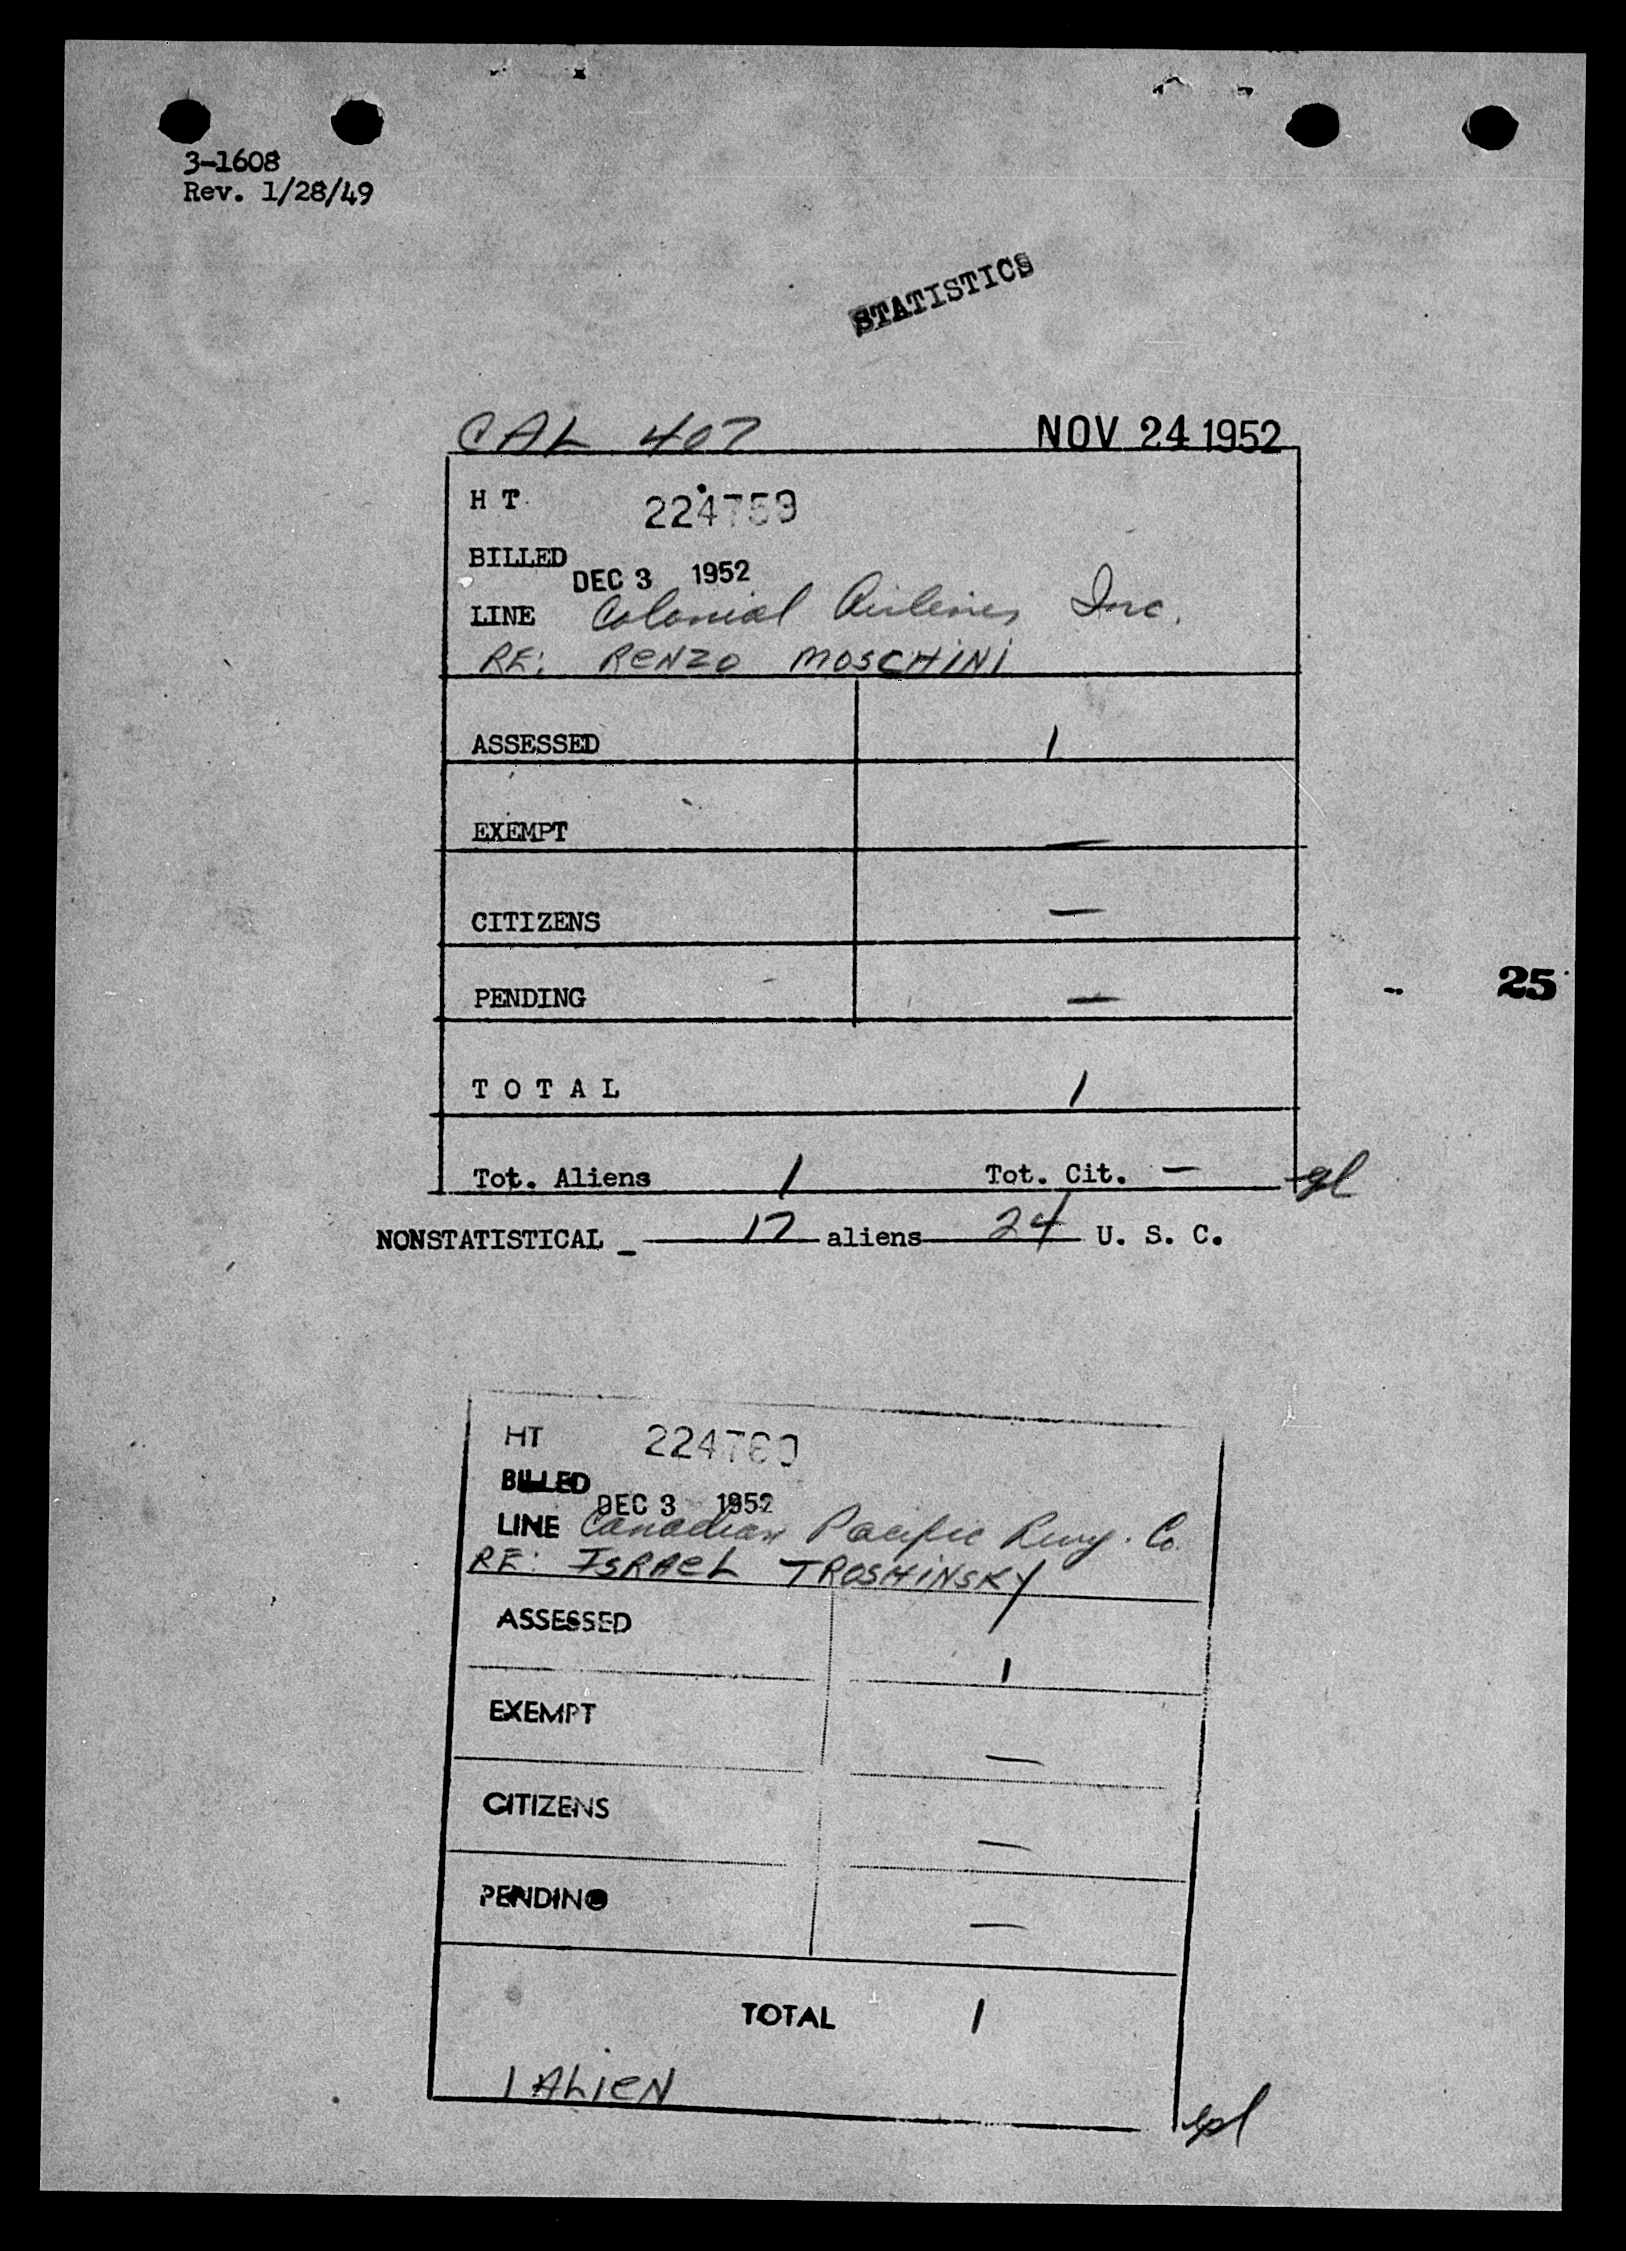 3-1608
Rev. 1/28/49
STATISTICS
CAL 407 NOV 24 1952
H T 224759
BILLED
DEC 3 1952
LINE Colonial Airlines Inc.
RE: RENZO MOSCHINI
ASSESSED 1
EXEMPT —
CITIZENS —
25
PENDING —
T O T A L 1
Tot. Aliens 1 Tot. Cit. — gl
NONSTATISTICAL _ 17 aliens 24 U. S. C.
HT 224760
BILLED
DEC 3 1952
LINE Canadian Pacific Rwy. Co.
RE: ISRAEL TROSHINSKY
ASSESSED 1
EXEMPT —
CITIZENS —
PENDING —
TOTAL 1
1 ALIEN